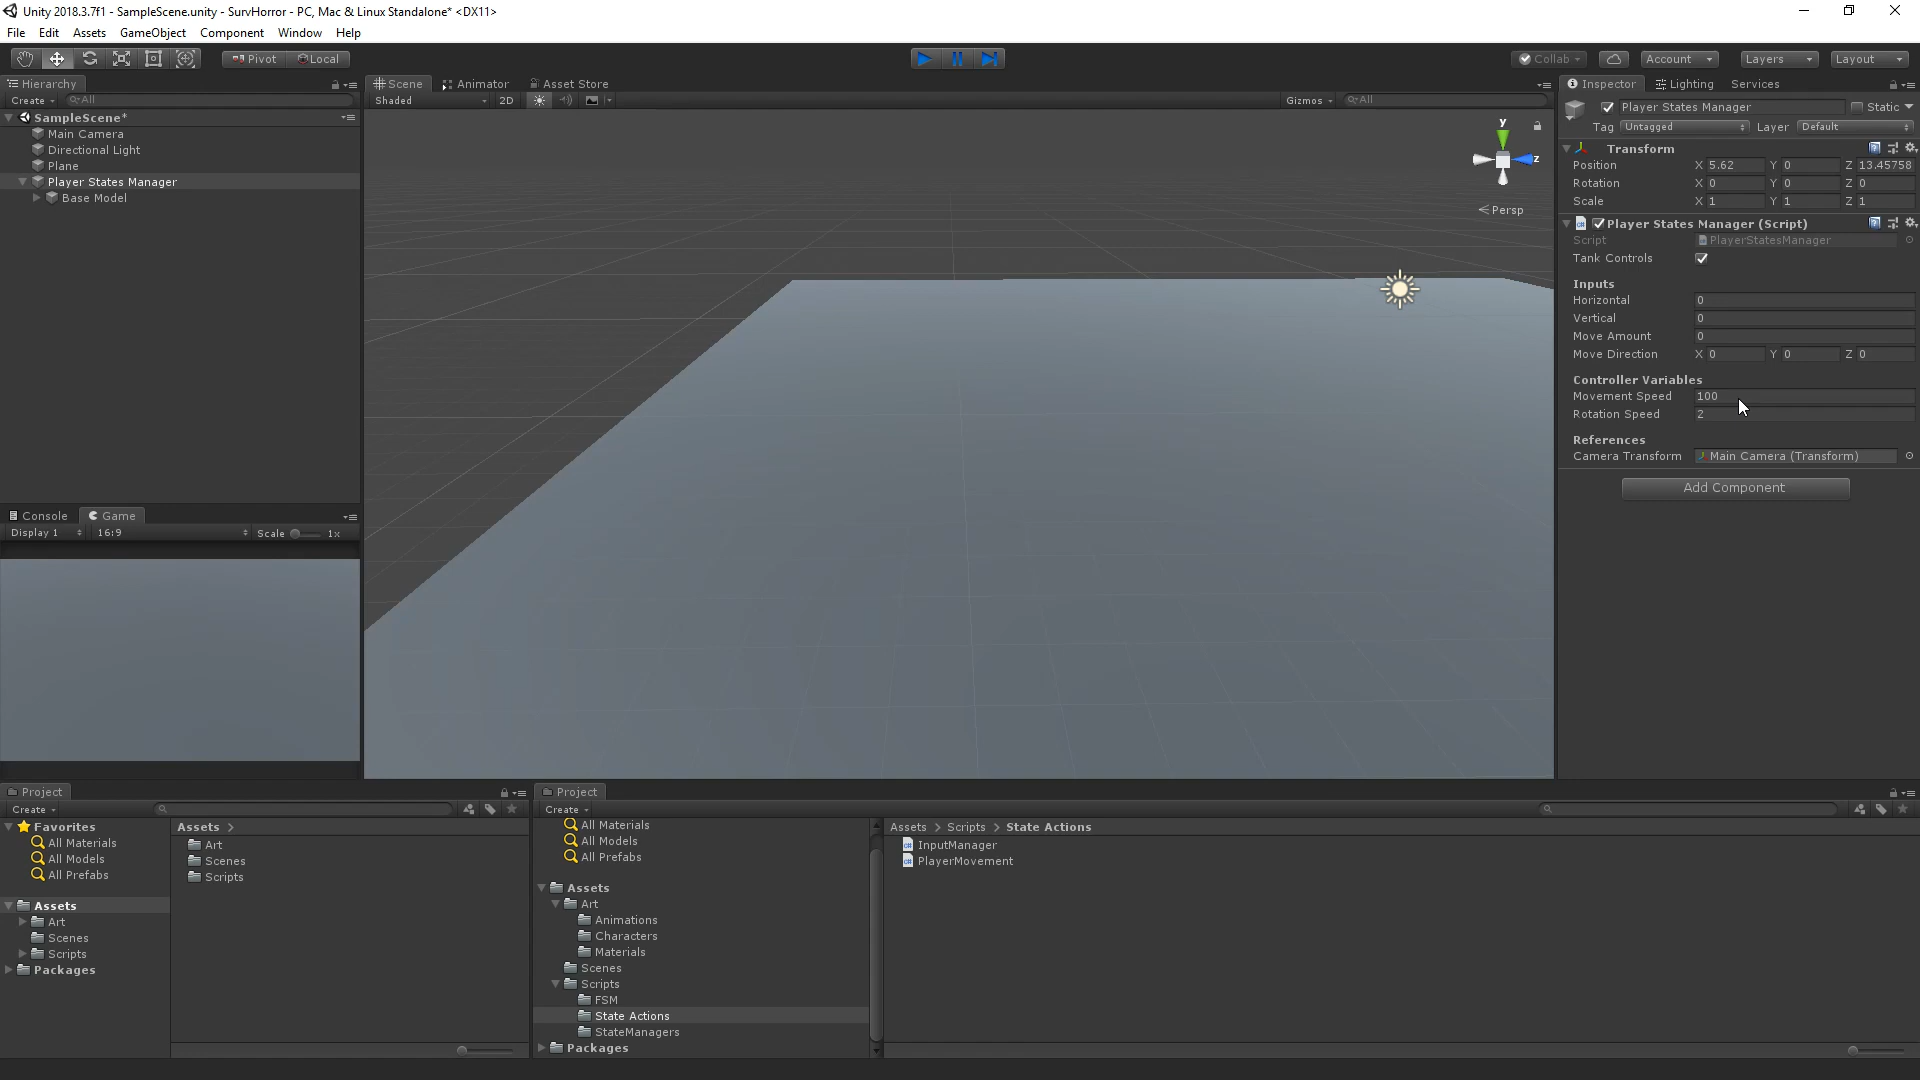 Unity 2018.3.7f1 - SampleScene.unity - SurvHorror - PC, Mac & Linux Standalone* <DX11>
File Edit Assets GameObject Component Window Help
Pivot Local Collab Account Layers Layout
Hierarchy Scene Animator Asset Store Inspector Lighting Services
Create All Shaded 2D Gizmos All Player States Manager Static
Tag Untagged Layer Default
SampleScene*
Main Camera
Directional Light
Plane
Player States Manager
Base Model
y
z
Persp
Transform
Position X 5.62 Y 0 Z 13.45758
Rotation X 0 Y 0 Z 0
Scale X 1 Y 1 Z 1
Player States Manager (Script)
Script PlayerStatesManager
Tank Controls
Inputs
Horizontal 0
Vertical 0
Move Amount 0
Move Direction X 0 Y 0 Z 0
Controller Variables
Movement Speed 100
Rotation Speed 2
References
Camera Transform Main Camera (Transform)
Add Component
Console Game
Display 1 16:9 Scale 1x
Project
Create
Favorites
All Materials
All Models
All Prefabs
Assets
Art
Scenes
Scripts
Packages
Assets
Art
Scenes
Scripts
Project
Create
All Materials
All Models
All Prefabs
Assets
Art
Animations
Characters
Materials
Scenes
Scripts
FSM
State Actions
StateManagers
Packages
Assets Scripts State Actions
InputManager
PlayerMovement